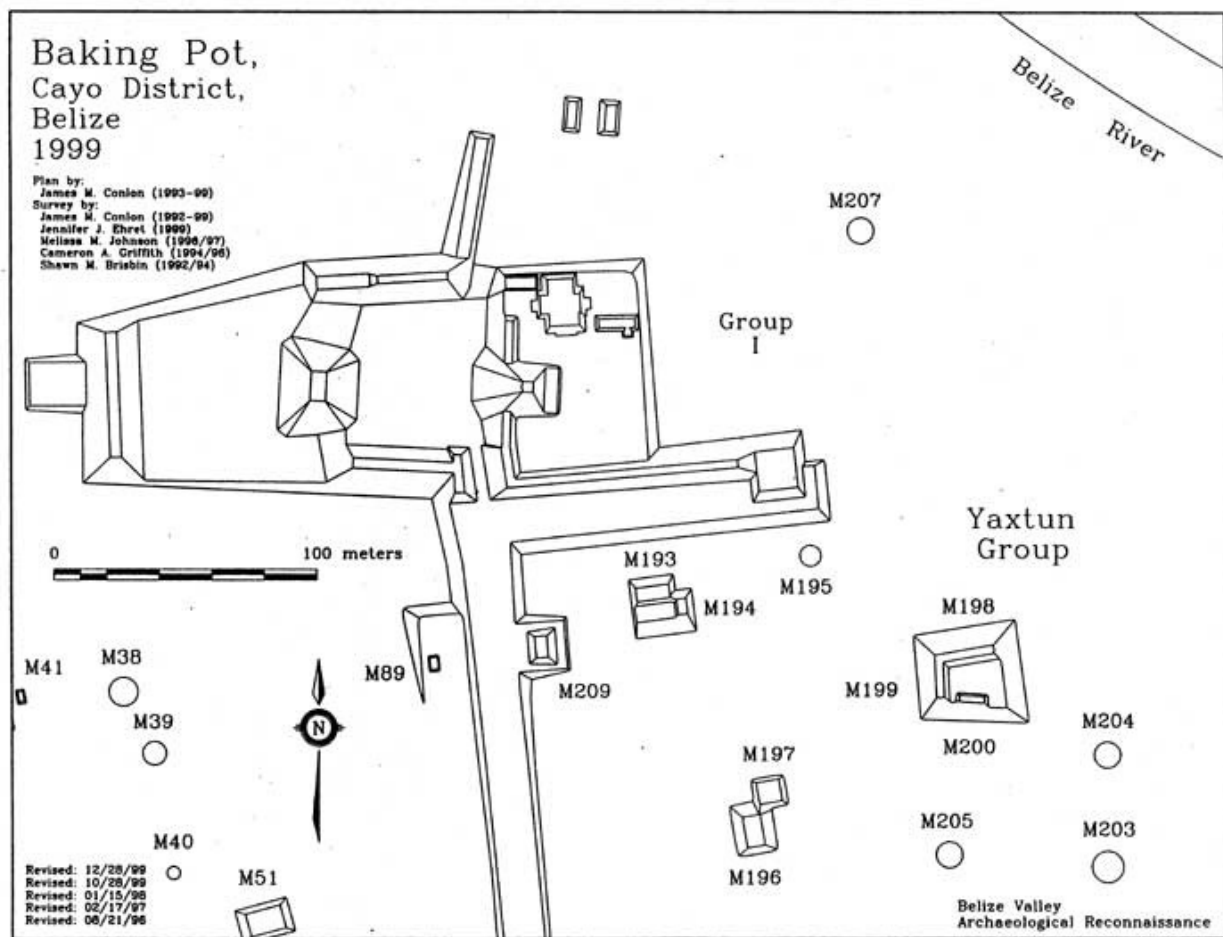 Baking Pot,
Cayo District,
Belize
1999
Plan by:
James M. Conlon (1993-99)
Survey by:
James M. Conlon (1992-99)
Jennifer J. Ehret (1999)
Melissa M. Johnson (1996/97)
Cameron A. Griffith (1994/96)
Shawn M. Brisbin (1992/94)
Belize River
M207
Group
I
Yaxtun
Group
0 100 meters
M193
M194
M195
M198
M199
M200
M41
M38
M39
M89
M209
N
M204
M197
M196
M205
M203
M40
M51
Revised: 12/28/99
Revised: 10/28/99
Revised: 01/15/98
Revised: 02/17/97
Revised: 08/21/96
Belize Valley
Archaeological Reconnaissance